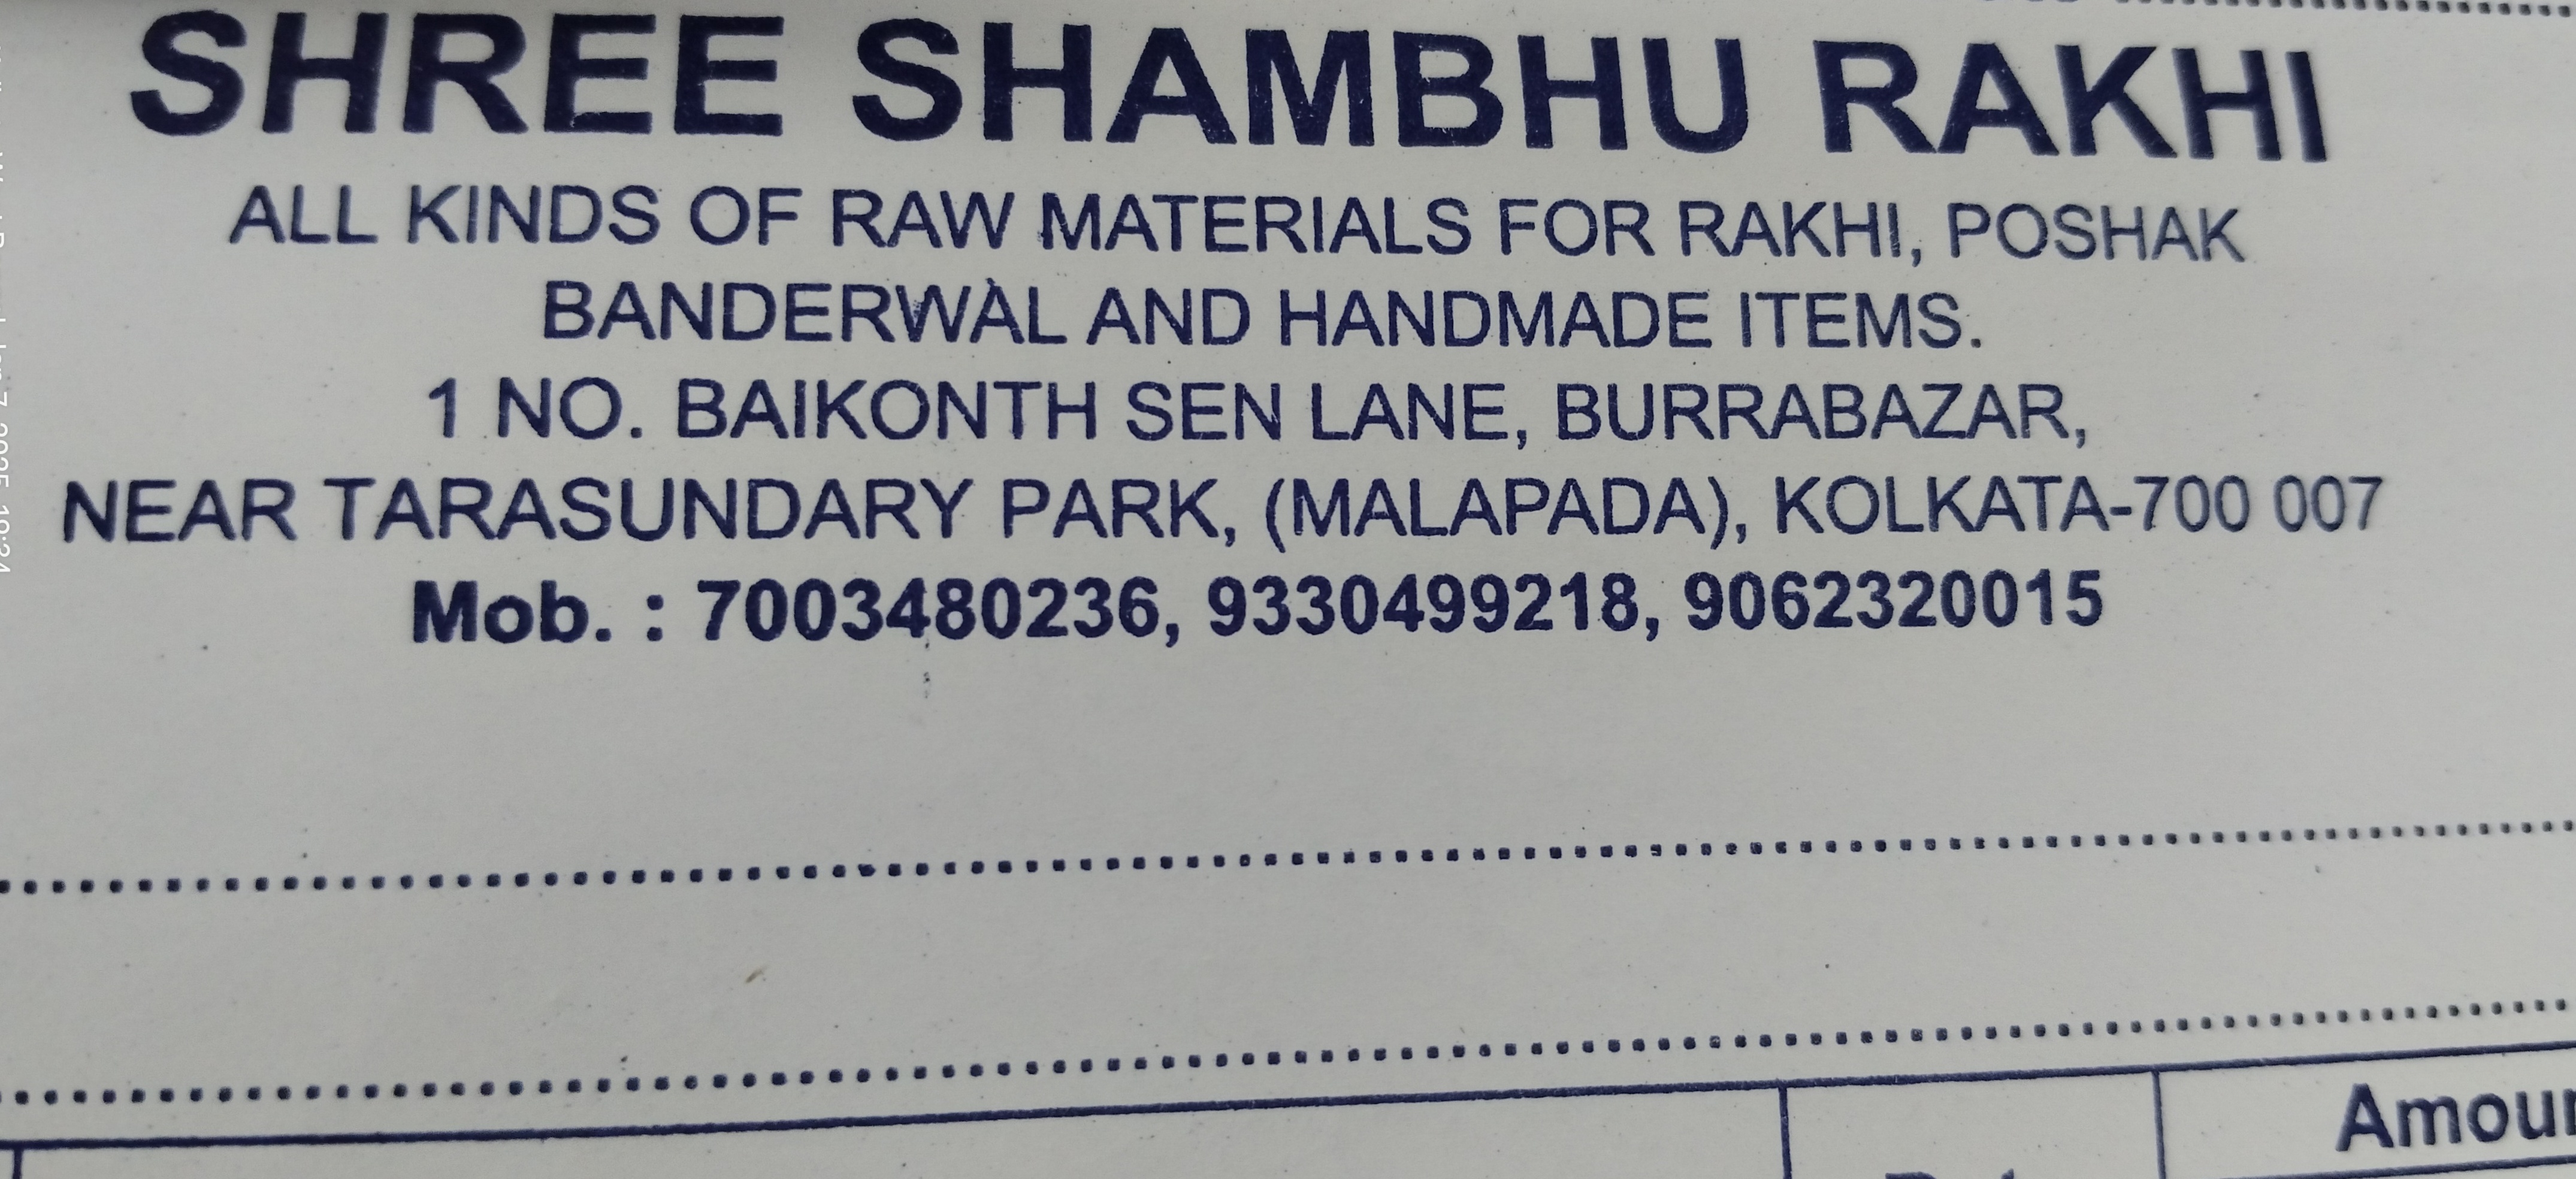 SHREE SHAMBHU RAKHI
ALL KINDS OF RAW MATERIALS FOR RAKHI, POSHAK
BANDERWAL AND HANDMADE ITEMS.
1 NO. BAIKONTH SEN LANE, BURRABAZAR,
NEAR TARASUNDARY PARK, (MALAPADA), KOLKATA-700 007
Mob. : 7003480236, 9330499218, 9062320015
Amoun